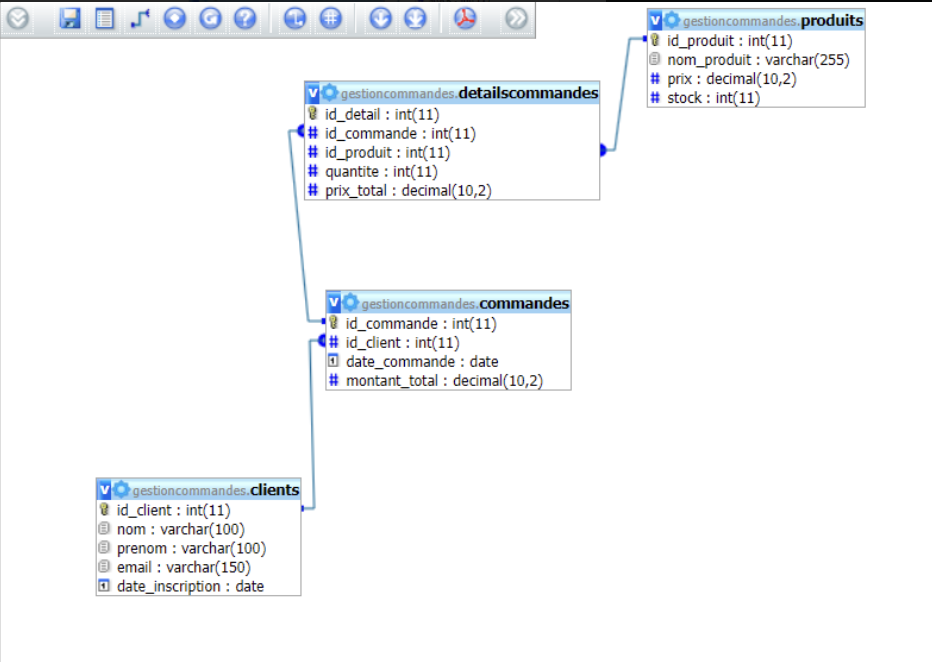 gestioncommandes.produits
id_produit : int(11)
nom_produit : varchar(255)
prix : decimal(10,2)
stock : int(11)
gestioncommandes.detailscommandes
id_detail : int(11)
id_commande : int(11)
id_produit : int(11)
quantite : int(11)
prix_total : decimal(10,2)
gestioncommandes.commandes
id_commande : int(11)
id_client : int(11)
date_commande : date
montant_total : decimal(10,2)
gestioncommandes.clients
id_client : int(11)
nom : varchar(100)
prenom : varchar(100)
email : varchar(150)
date_inscription : date